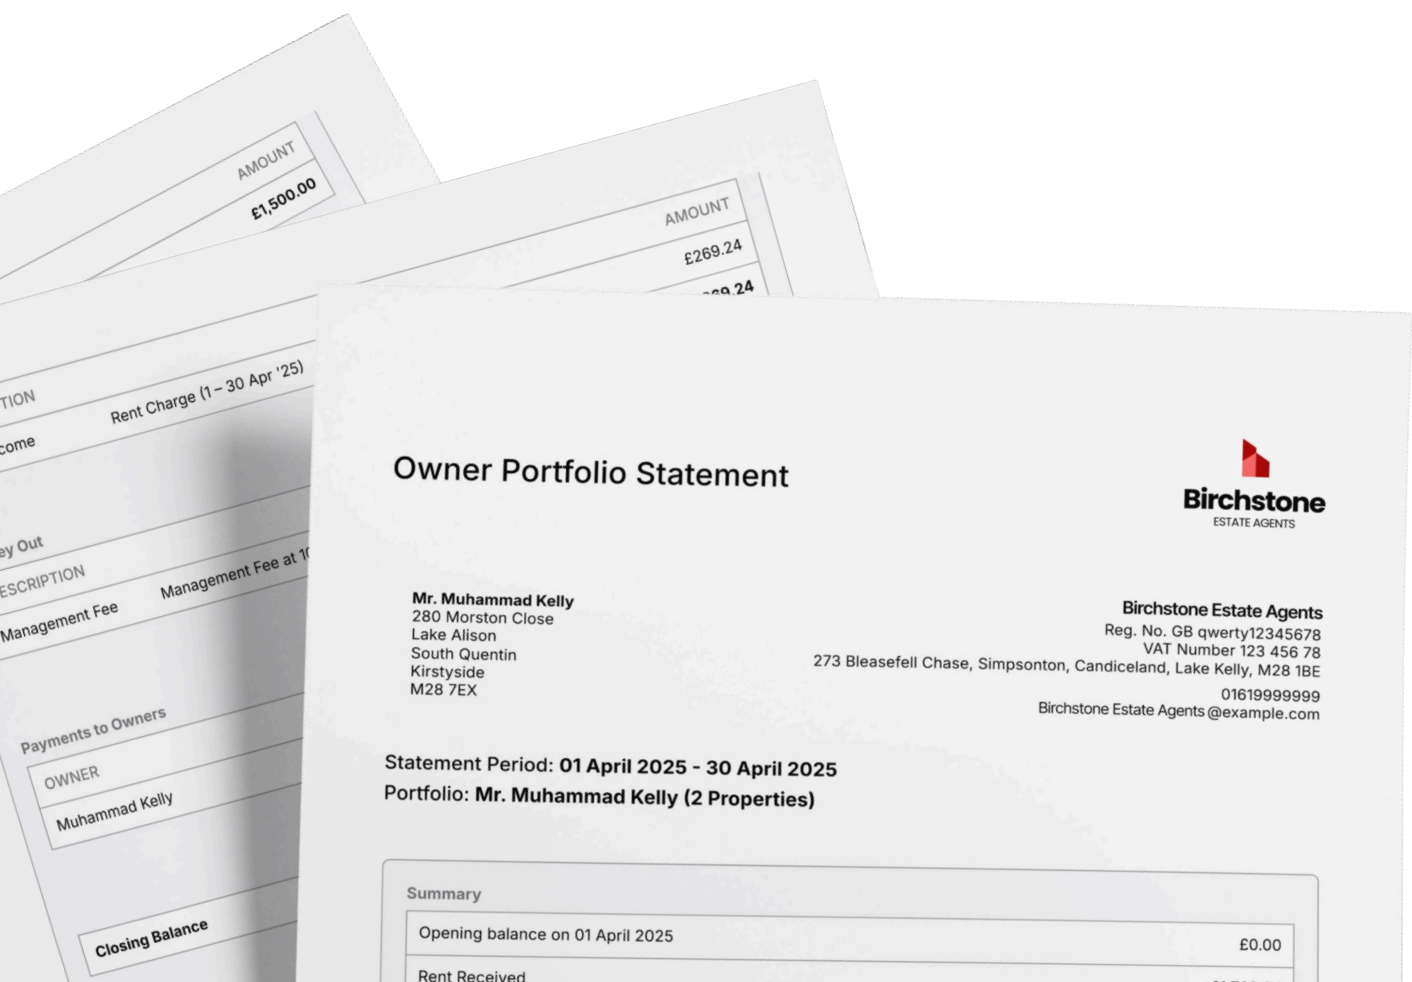 AMOUNT
£1,500.00
AMOUNT
£269.24
69.24
TION
come
Rent Charge (1 – 30 Apr '25)
ey Out
ESCRIPTION
Management Fee
Management Fee at 10
Payments to Owners
OWNER
Muhammad Kelly
Closing Balance
Owner Portfolio Statement
Birchstone
ESTATE AGENTS
Mr. Muhammad Kelly
280 Morston Close
Lake Alison
South Quentin
Kirstyside
M28 7EX
Birchstone Estate Agents
Reg. No. GB qwerty12345678
VAT Number 123 456 78
273 Bleasefell Chase, Simpsonton, Candiceland, Lake Kelly, M28 1BE
01619999999
Birchstone Estate Agents@example.com
Statement Period: 01 April 2025 - 30 April 2025
Portfolio: Mr. Muhammad Kelly (2 Properties)
Summary
Opening balance on 01 April 2025
£0.00
Rent Received